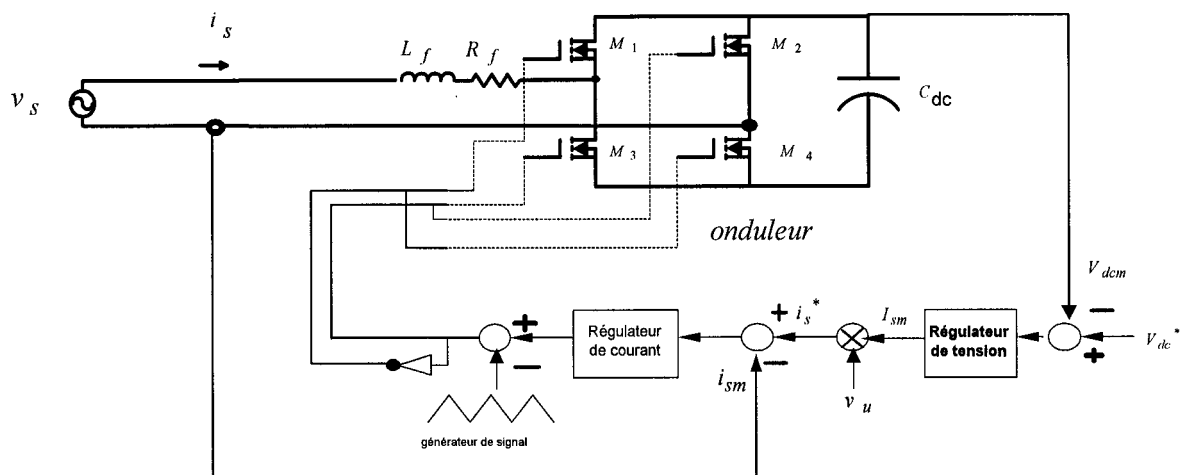 i s
L f
R f
M 1
M 2
v s
C dc
M 3
M 4
onduleur
V dcm
i s *
I sm
Régulateur
de courant
Régulateur
de tension
V dc *
i sm
v u
générateur de signal